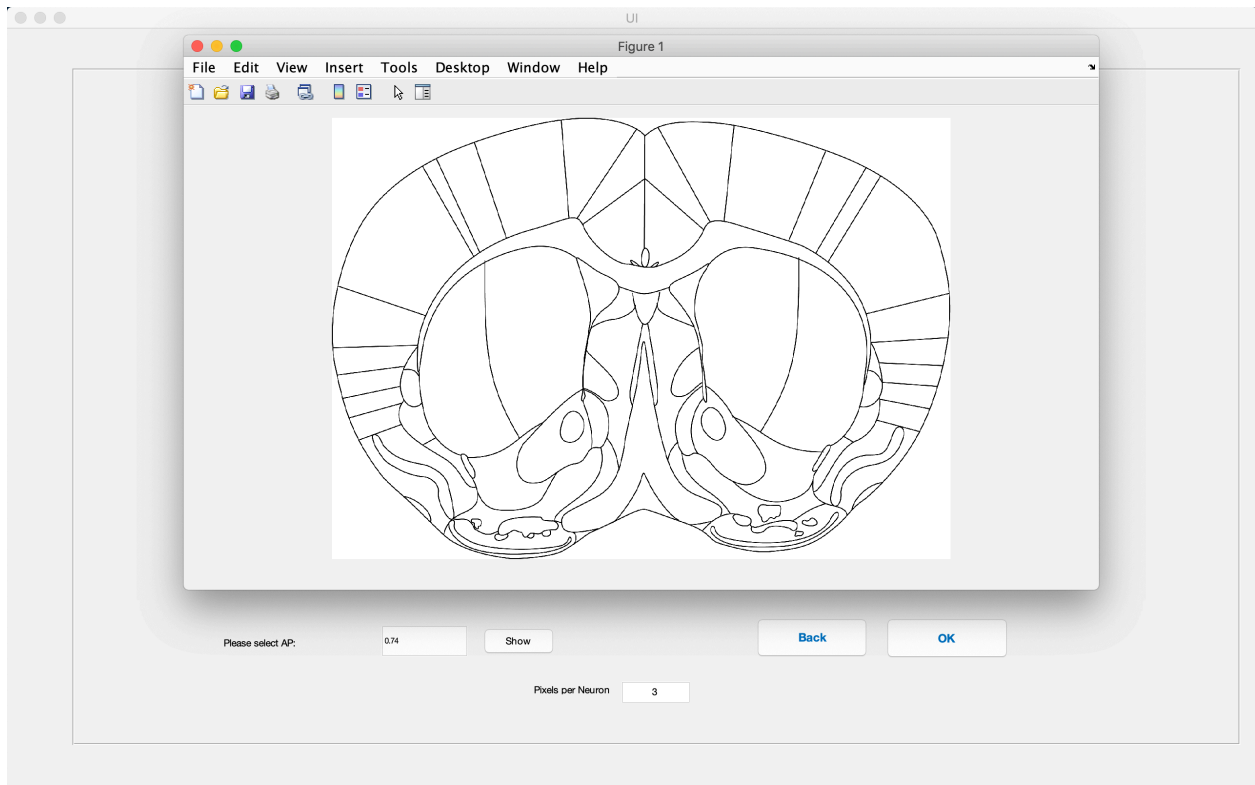 UI
Figure 1
File Edit View Insert Tools Desktop Window Help
Please select AP: 0.74 Show Back OK
Pixels per Neuron 3